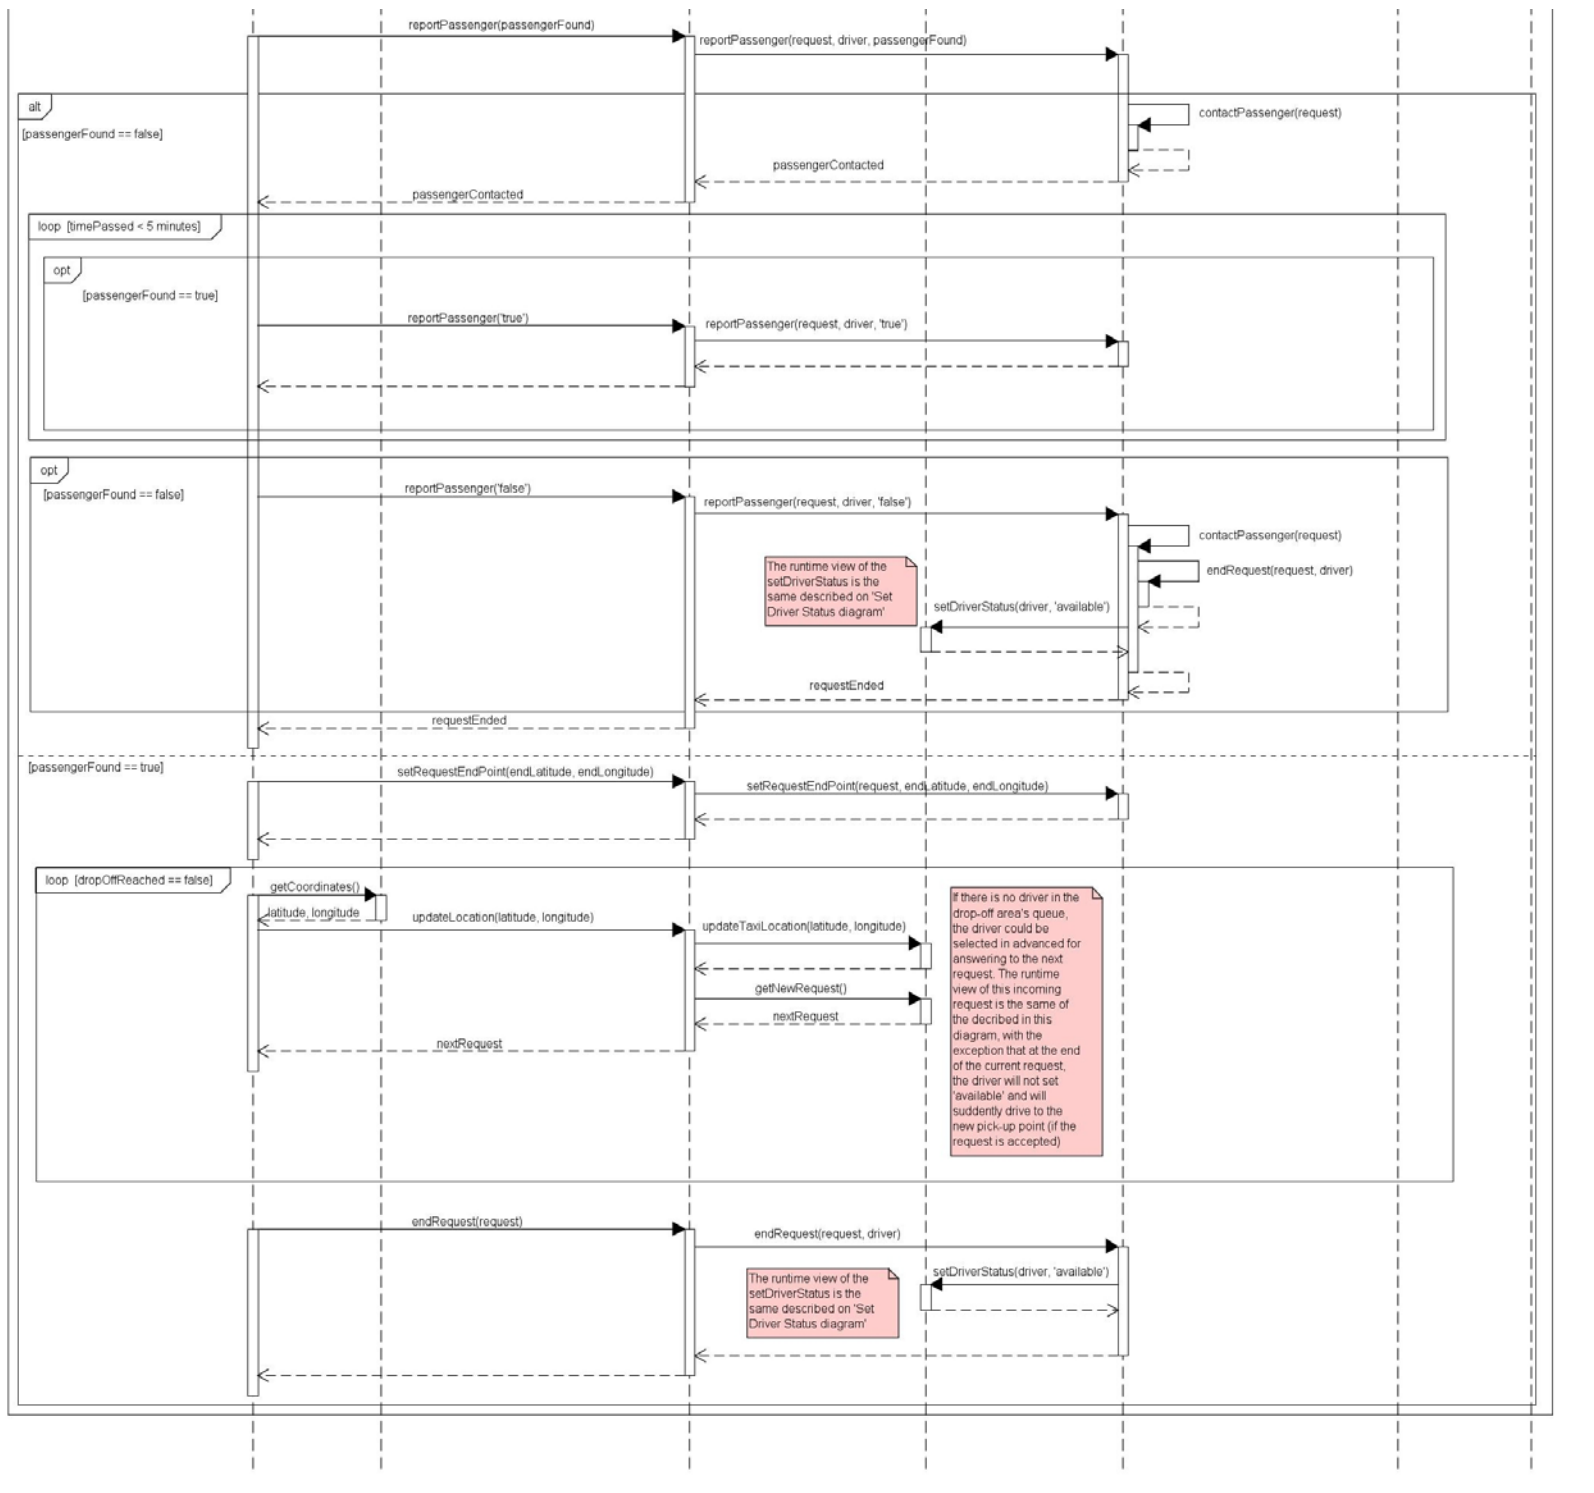 reportPassenger(passengerFound)
reportPassenger(request, driver, passengerFound)
alt
[passengerFound == false]
contactPassenger(request)
passengerContacted
passengerContacted
loop [timePassed < 5 minutes]
opt
[passengerFound == true]
reportPassenger('true')
reportPassenger(request, driver, 'true')
opt
[passengerFound == false]
reportPassenger('false')
reportPassenger(request, driver, 'false')
contactPassenger(request)
endRequest(request, driver)
The runtime view of the
setDriverStatus is the
same described on 'Set
Driver Status diagram'
setDriverStatus(driver, 'available')
requestEnded
requestEnded
[passengerFound == true]
setRequestEndPoint(endLatitude, endLongitude)
setRequestEndPoint(request, endLatitude, endLongitude)
loop [dropOffReached == false]
getCoordinates()
latitude, longitude
updateLocation(latitude, longitude)
updateTaxiLocation(latitude, longitude)
getNewRequest()
nextRequest
nextRequest
If there is no driver in the
drop-off area's queue,
the driver could be
selected in advanced for
answering to the next
request. The runtime
view of this incoming
request is the same of
the decribed in this
diagram, with the
exception that at the end
of the current request,
the driver will not set
'available' and will
suddently drive to the
new pick-up point (if the
request is accepted)
endRequest(request)
endRequest(request, driver)
setDriverStatus(driver, 'available')
The runtime view of the
setDriverStatus is the
same described on 'Set
Driver Status diagram'